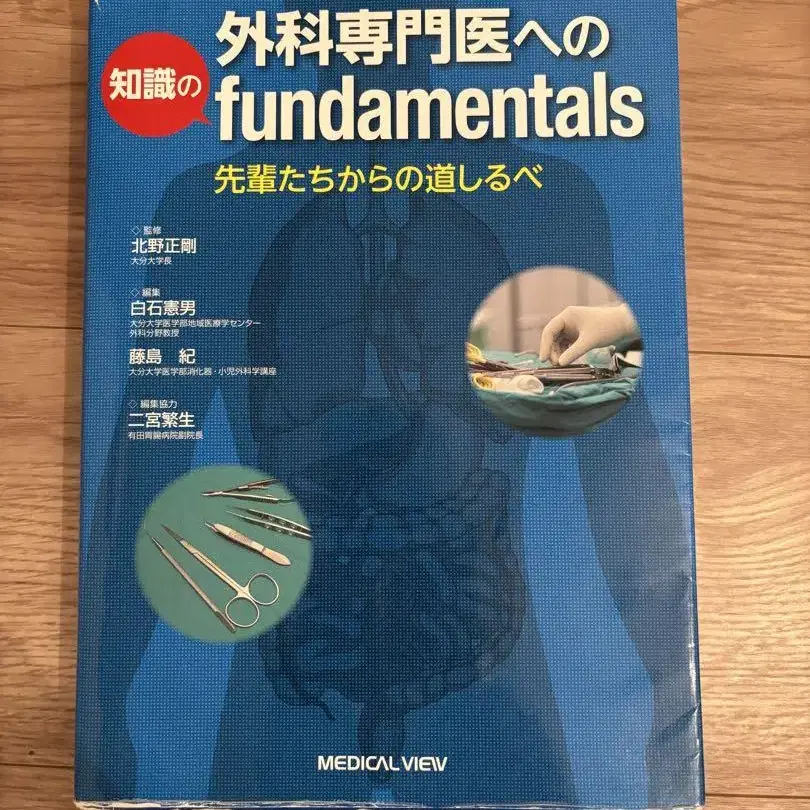 外科専門医への
知識の
fundamentals
先輩たちからの道しるべ
◇ 監修
北野正剛
大分大学長
◇ 編集
白石憲男
大分大学医学部地域医療学センター
外科分野教授
藤島 紀
大分大学医学部消化器・小児外科学講座
◇ 編集協力
二宮繁生
有田胃腸病院副院長
MEDICAL VIEW